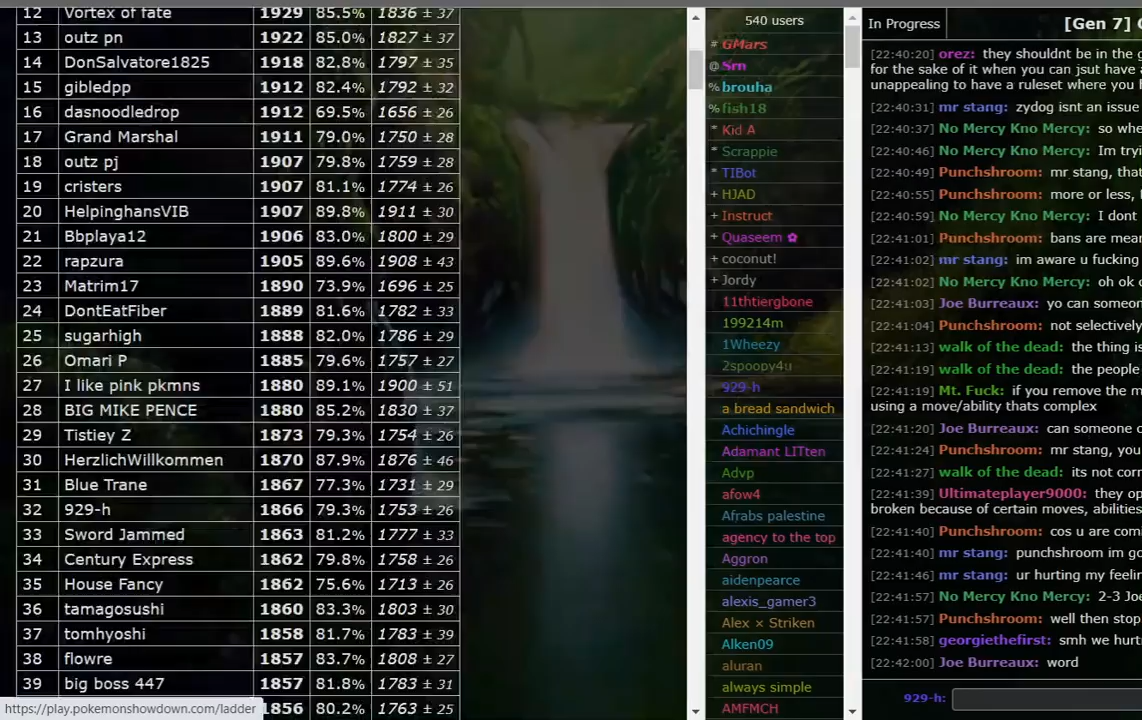 12 Vortex of fate 1929 85.5% 1836 ± 37
13 outz pn 1922 85.0% 1827 ± 37
14 DonSalvatore1825 1918 82.8% 1797 ± 35
15 gibledpp 1912 82.4% 1792 ± 32
16 dasnoodledrop 1912 69.5% 1656 ± 26
17 Grand Marshal 1911 79.0% 1750 ± 28
18 outz pj 1907 79.8% 1759 ± 28
19 cristers 1907 81.1% 1774 ± 26
20 HelpinghansVIB 1907 89.8% 1911 ± 30
21 Bbplaya12 1906 83.0% 1800 ± 29
22 rapzura 1905 89.6% 1908 ± 43
23 Matrim17 1890 73.9% 1696 ± 25
24 DontEatFiber 1889 81.6% 1782 ± 33
25 sugarhigh 1888 82.0% 1786 ± 29
26 Omari P 1885 79.6% 1757 ± 27
27 I like pink pkmns 1880 89.1% 1900 ± 51
28 BIG MIKE PENCE 1880 85.2% 1830 ± 37
29 Tistiey Z 1873 79.3% 1754 ± 26
30 HerzlichWillkommen 1870 87.9% 1876 ± 46
31 Blue Trane 1867 77.3% 1731 ± 29
32 929-h 1866 79.3% 1753 ± 26
33 Sword Jammed 1863 81.2% 1777 ± 33
34 Century Express 1862 79.8% 1758 ± 26
35 House Fancy 1862 75.6% 1713 ± 26
36 tamagosushi 1860 83.3% 1803 ± 30
37 tomhyoshi 1858 81.7% 1783 ± 39
38 flowre 1857 83.7% 1808 ± 27
39 big boss 447 1857 81.8% 1783 ± 31
1856 80.2% 1763 ± 25
https://play.pokemonshowdown.com/ladder
540 users
# GMars
@ Srn
% brouha
% fish18
* Kid A
* Scrappie
* TIBot
+ HJAD
+ Instruct
+ Quaseem ✿
+ coconut!
+ Jordy
11thtiergbone
199214m
1Wheezy
2spoopy4u
929-h
a bread sandwich
Achichingle
Adamant LITten
Advp
afow4
Afrabs palestine
agency to the top
Aggron
aidenpearce
alexis_gamer3
Alex × Striken
Alken09
aluran
always simple
AMFMCH
In Progress
[Gen 7]
[22:40:20] orez: they shouldnt be in the g
for the sake of it when you can jsut have
unappealing to have a ruleset where you
[22:40:31] mr stang: zydog isnt an issue
[22:40:37] No Mercy Kno Mercy: so whe
[22:40:46] No Mercy Kno Mercy: Im tryi
[22:40:49] Punchshroom: mr stang, that
[22:40:55] Punchshroom: more or less,
[22:40:59] No Mercy Kno Mercy: I dont
[22:41:01] Punchshroom: bans are mear
[22:41:02] mr stang: im aware u fucking
[22:41:02] No Mercy Kno Mercy: oh ok
[22:41:03] Joe Burreaux: yo can someon
[22:41:04] Punchshroom: not selectively
[22:41:13] walk of the dead: the thing is
[22:41:19] walk of the dead: the people
[22:41:19] Mt. Fuck: if you remove the m
using a move/ability thats complex
[22:41:20] Joe Burreaux: can someone
[22:41:24] Punchshroom: mr stang, you
[22:41:27] walk of the dead: its not corr
[22:41:39] Ultimateplayer9000: they op
broken because of certain moves, abilities
[22:41:40] Punchshroom: cos u are com
[22:41:40] mr stang: punchshroom im g
[22:41:46] mr stang: ur hurting my feelin
[22:41:57] No Mercy Kno Mercy: 2-3 Joe
[22:41:57] Punchshroom: well then stop
[22:41:58] georgiethefirst: smh we hurt
[22:42:00] Joe Burreaux: word
929-h: